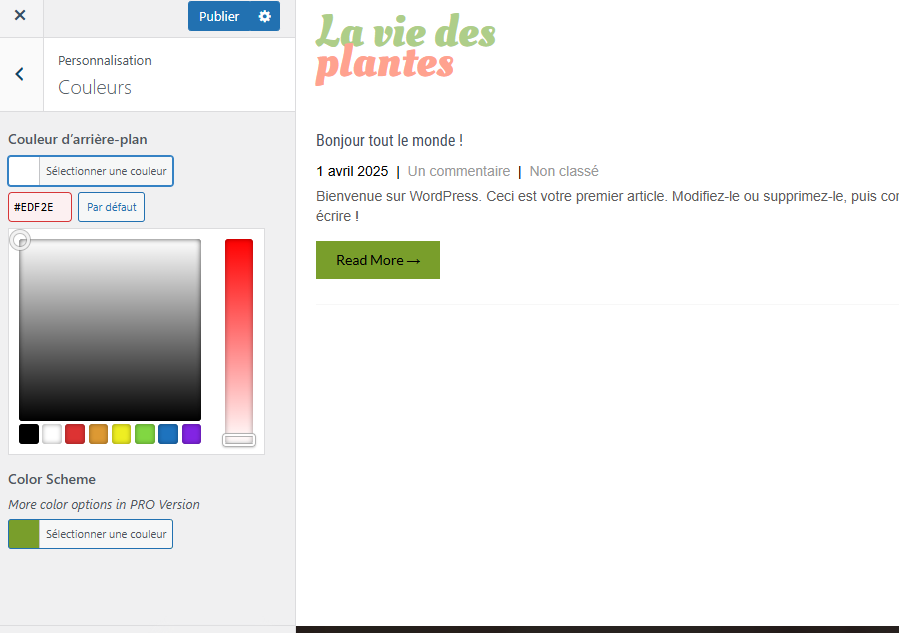 Publier
Personnalisation
Couleurs
Couleur d’arrière-plan
Sélectionner une couleur
#EDF2E
Par défaut
Color Scheme
More color options in PRO Version
Sélectionner une couleur
La vie des
plantes
Bonjour tout le monde !
1 avril 2025 | Un commentaire | Non classé
Bienvenue sur WordPress. Ceci est votre premier article. Modifiez-le ou supprimez-le, puis
écrire !
Read More →